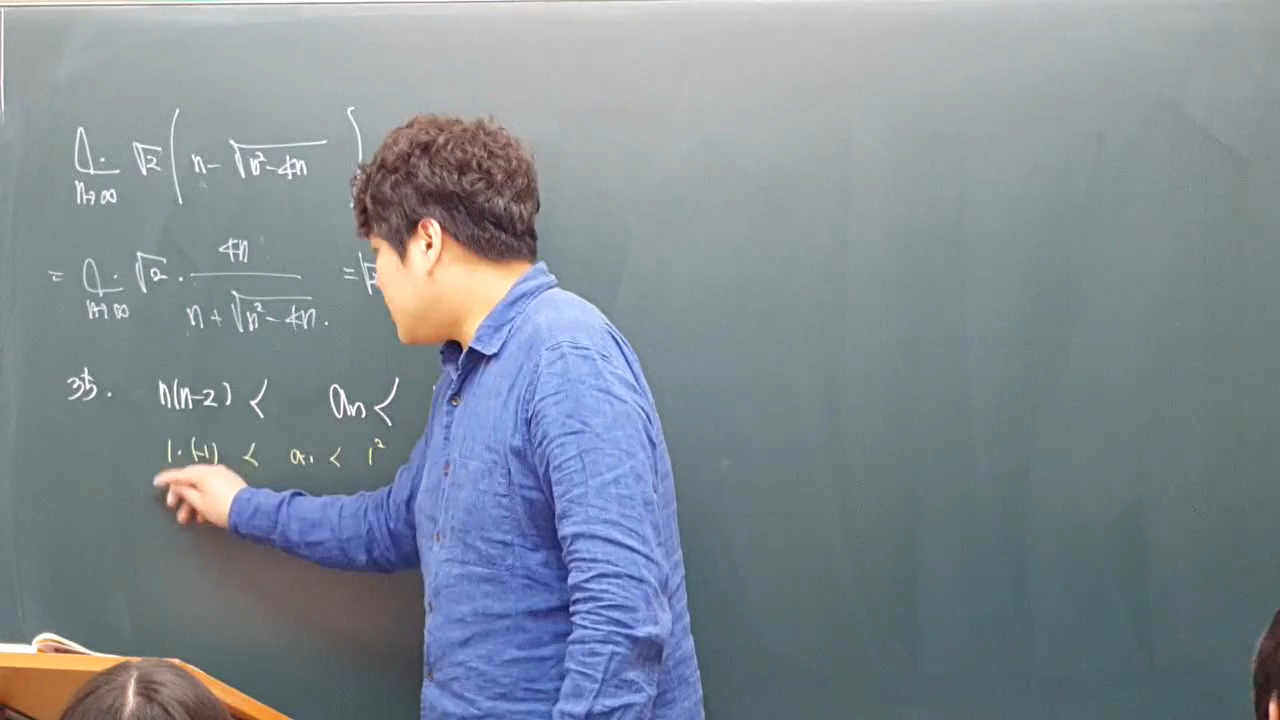 lim n→∞ √2 ( n - √(n²-4n) )
= lim n→∞ √2 · 4n / (n + √(n²-4n)) . = √2
35. n(n-2) < an <
1·(-1) < a₁ < 1²